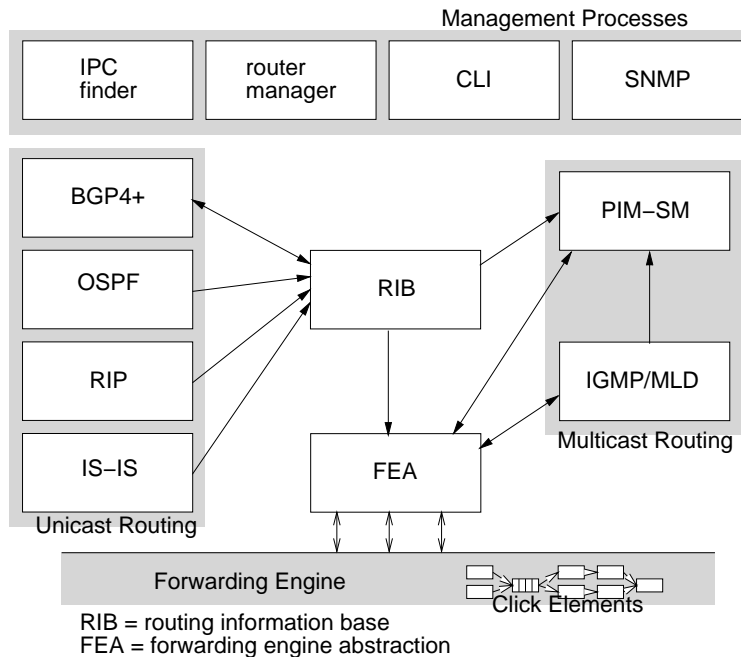 Management Processes
IPC
finder
router
manager
CLI
SNMP
BGP4+
OSPF
RIP
IS−IS
Unicast Routing
RIB
FEA
PIM−SM
IGMP/MLD
Multicast Routing
Forwarding Engine
Click Elements
RIB = routing information base
FEA = forwarding engine abstraction